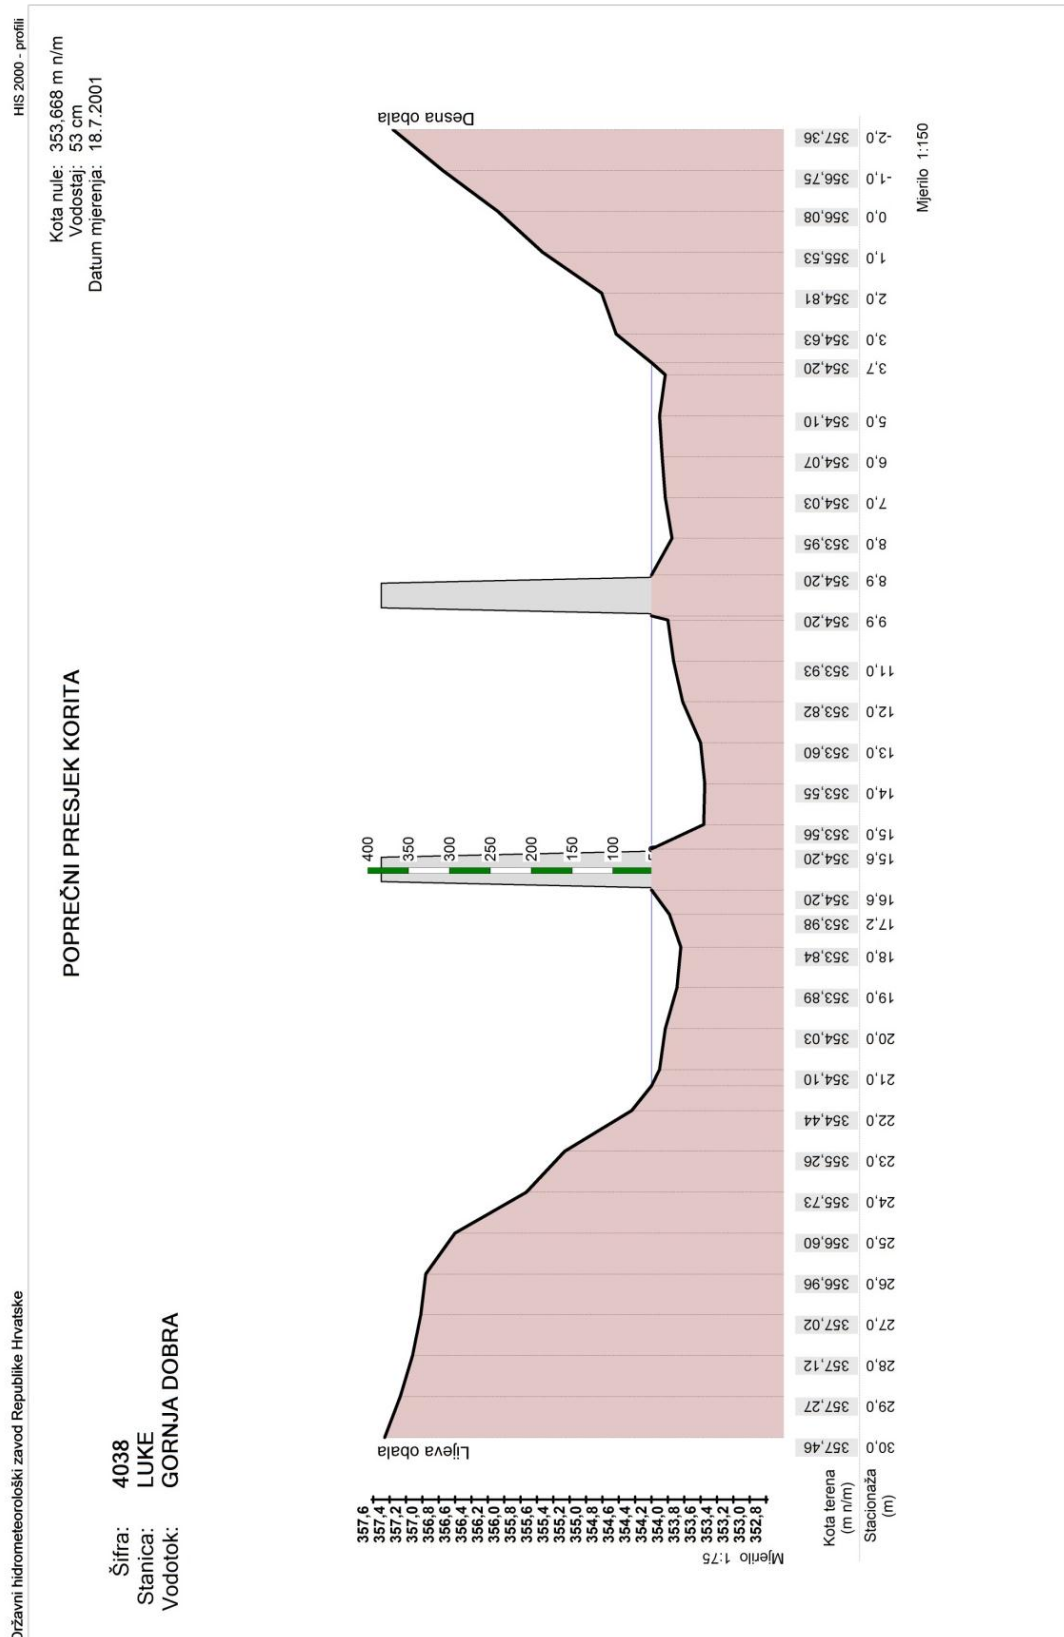 Državni hidrometeorološki zavod Republike Hrvatske
HIS 2000 - profili
Šifra: 4038
Stanica: LUKE
Vodotok: GORNJA DOBRA
POPREČNI PRESJEK KORITA
Kota nule: 353,668 m n/m
Vodostaj: 53 cm
Datum mjerenja: 18.7.2001
Lijeva obala
Desna obala
400
350
300
250
200
150
100
357,6
357,4
357,2
357,0
356,8
356,6
356,4
356,2
356,0
355,8
355,6
355,4
355,2
355,0
354,8
354,6
354,4
354,2
354,0
353,8
353,6
353,4
353,2
353,0
352,8
Mjerilo 1:75
Kota terena
(m n/m)
357,46 357,27 357,12 357,02 356,96 356,60 355,73 355,26 354,44 354,10 354,03 353,89 353,84 353,98 354,20 354,20 353,56 353,55 353,60 353,82 353,93 354,20 354,20 353,95 354,03 354,07 354,10 354,20 354,63 354,81 355,53 356,08 356,75 357,36
Stacionaža
(m)
30,0 29,0 28,0 27,0 26,0 25,0 24,0 23,0 22,0 21,0 20,0 19,0 18,0 17,2 16,6 15,6 15,0 14,0 13,0 12,0 11,0 9,9 8,9 8,0 7,0 6,0 5,0 3,7 3,0 2,0 1,0 0,0 -1,0 -2,0
Mjerilo 1:150